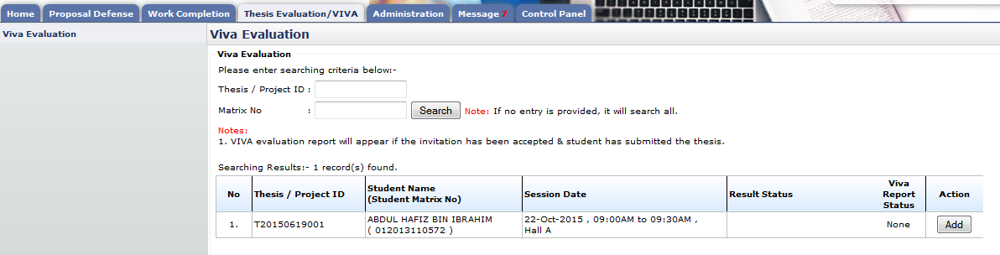 Home
Proposal Defense
Work Completion
Thesis Evaluation/VIVA
Administration
Message 7
Control Panel
Viva Evaluation
Viva Evaluation
Viva Evaluation
Please enter searching criteria below:-
Thesis / Project ID :
Matrix No :
Search
Note: If no entry is provided, it will search all.
Notes:
1. VIVA evaluation report will appear if the invitation has been accepted & student has submitted the thesis.
Searching Results:- 1 record(s) found.
No
Thesis / Project ID
Student Name
(Student Matrix No)
Session Date
Result Status
Viva
Report
Status
Action
1.
T20150619001
ABDUL HAFIZ BIN IBRAHIM
( 012013110572 )
22-Oct-2015 , 09:00AM to 09:30AM ,
Hall A
None
Add